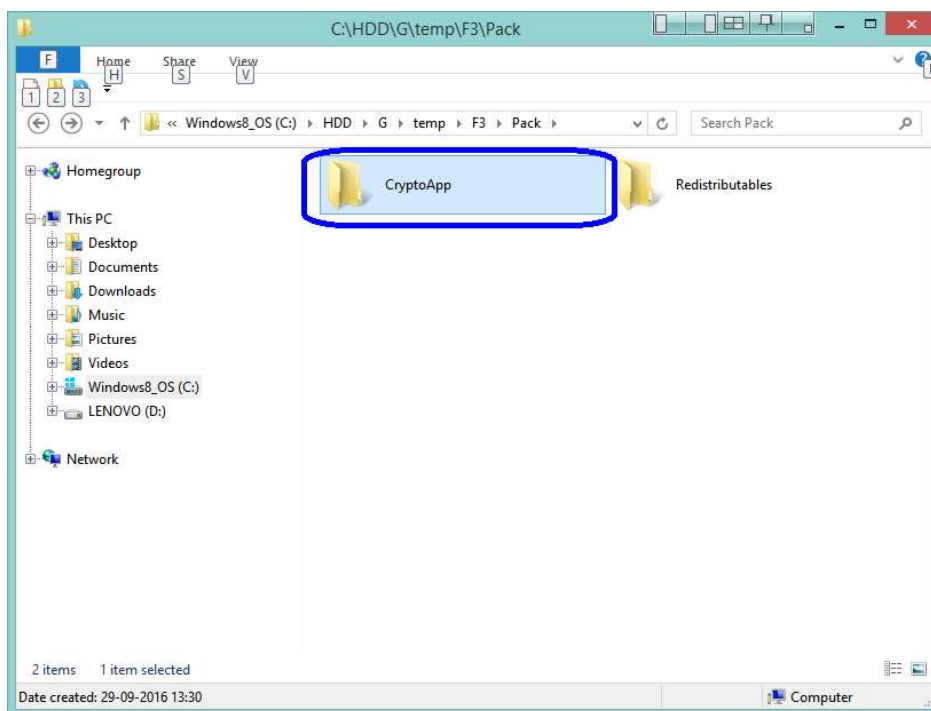 C:\HDD\G\temp\F3\Pack
F
Home Share View
H S V
1 2 3
« Windows8_OS (C:) HDD G temp F3 Pack
Search Pack
Homegroup
CryptoApp
Redistributables
This PC
Desktop
Documents
Downloads
Music
Pictures
Videos
Windows8_OS (C:)
LENOVO (D:)
Network
2 items 1 item selected
Date created: 29-09-2016 13:30
Computer